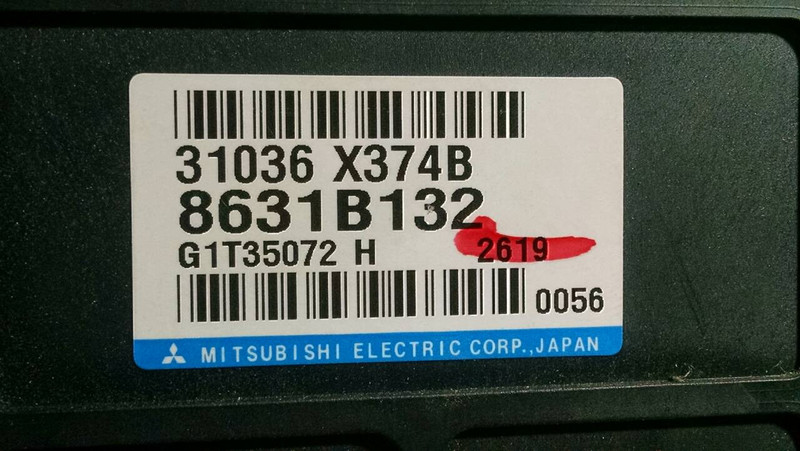 31036 X374B
8631B132
G1T35072 H 2619
0056
MITSUBISHI ELECTRIC CORP.,JAPAN